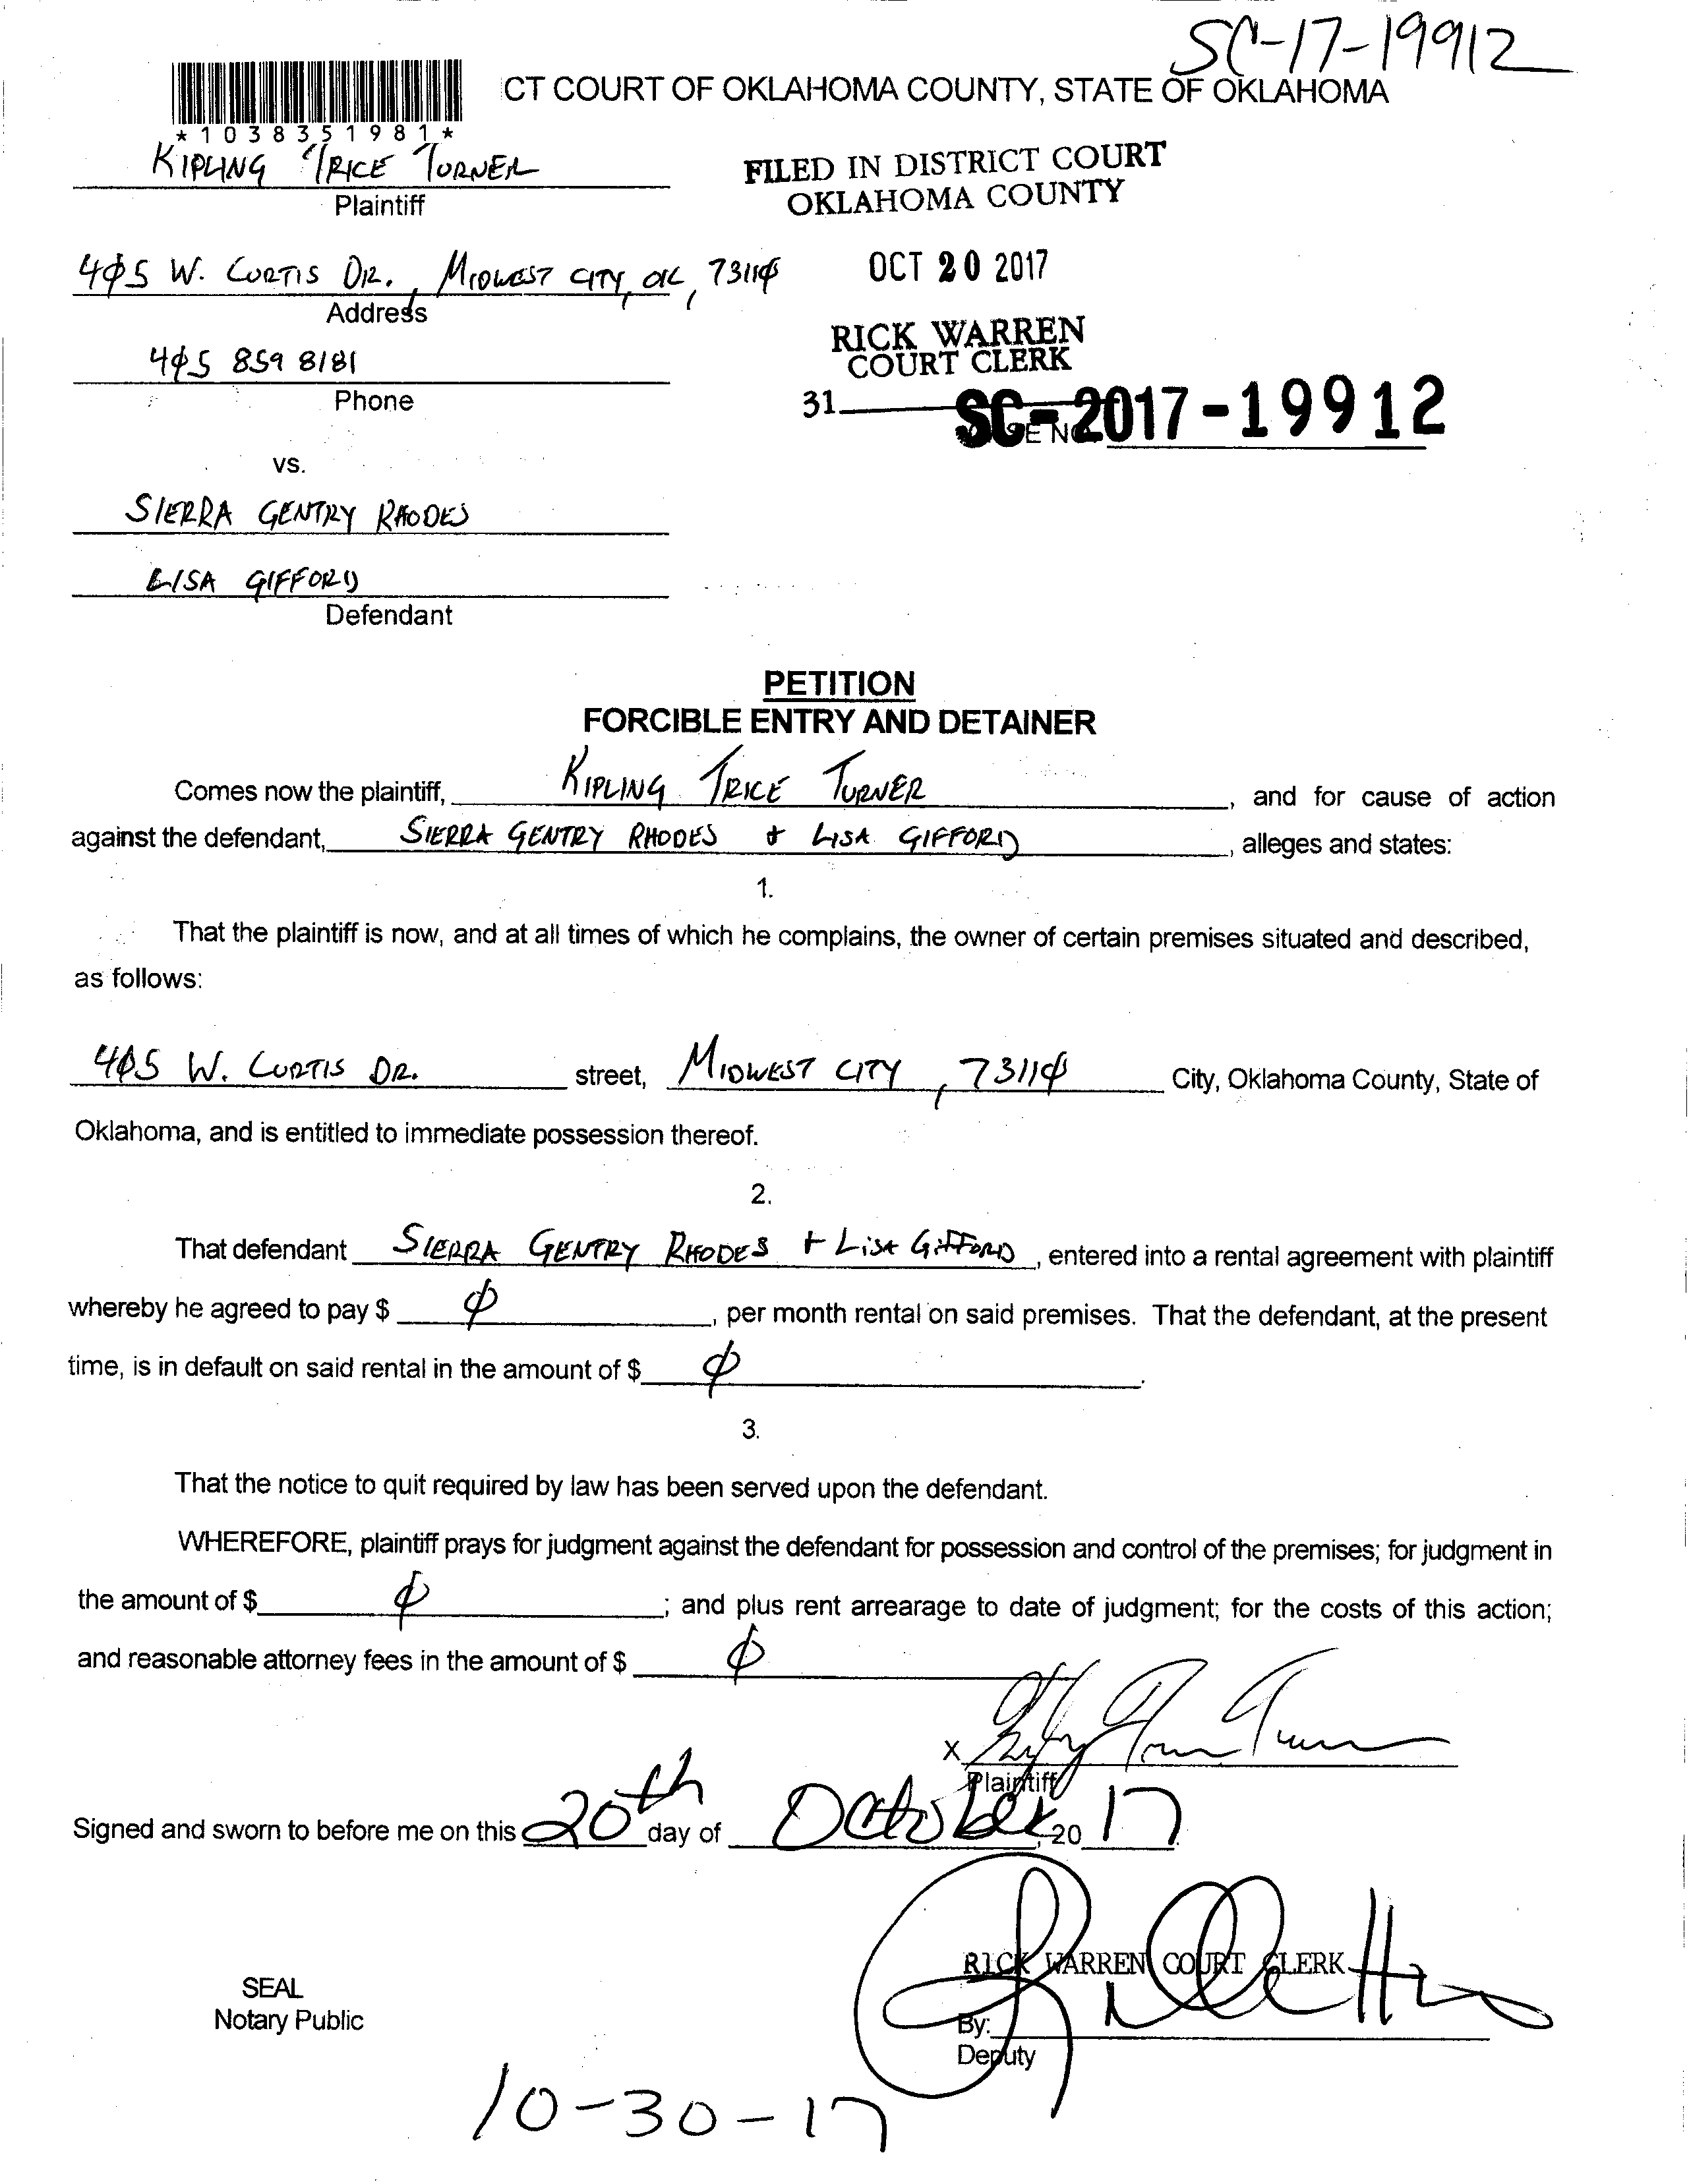 SC-17-19912
CT COURT OF OKLAHOMA COUNTY, STATE OF OKLAHOMA
*1038351981*
KIPLING TRICE TURNER
Plaintiff
FILED IN DISTRICT COURT
OKLAHOMA COUNTY
405 W. CURTIS DR., MIDWEST CITY, OK, 73110
Address
OCT 20 2017
405 859 8181
Phone
RICK WARREN
COURT CLERK
31 SC-2017-19912
vs.
SIERRA GENTRY RHODES
LISA GIFFORD
Defendant
PETITION
FORCIBLE ENTRY AND DETAINER
Comes now the plaintiff, KIPLING TRICE TURNER, and for cause of action
against the defendant, SIERRA GENTRY RHODES + LISA GIFFORD, alleges and states:
1.
That the plaintiff is now, and at all times of which he complains, the owner of certain premises situated and described,
as follows:
405 W. CURTIS DR. street, MIDWEST CITY, 73110 City, Oklahoma County, State of
Oklahoma, and is entitled to immediate possession thereof.
2.
That defendant SIERRA GENTRY RHODES + LISA GIFFORD, entered into a rental agreement with plaintiff
whereby he agreed to pay $ 0, per month rental on said premises. That the defendant, at the present
time, is in default on said rental in the amount of $ 0.
3.
That the notice to quit required by law has been served upon the defendant.
WHEREFORE, plaintiff prays for judgment against the defendant for possession and control of the premises; for judgment in
the amount of $ 0; and plus rent arrearage to date of judgment; for the costs of this action;
and reasonable attorney fees in the amount of $ 0
X
Plaintiff
Signed and sworn to before me on this 20th day of October, 20 17.
RICK WARREN COURT CLERK
SEAL
Notary Public
By:
Deputy
10-30-17